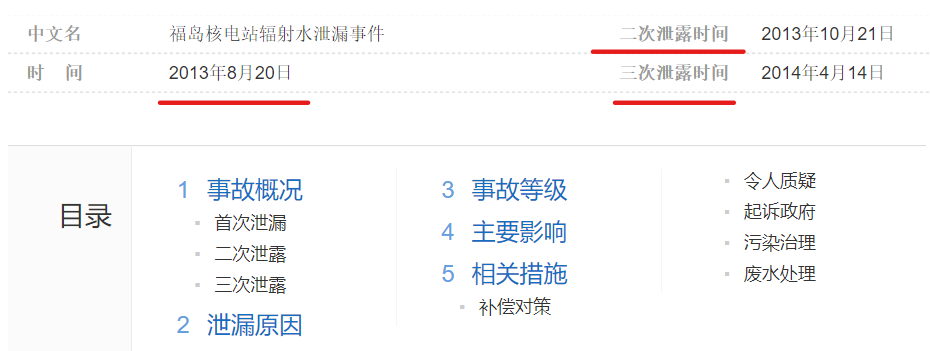 中文名 福岛核电站辐射水泄漏事件 二次泄露时间 2013年10月21日
时 间 2013年8月20日 三次泄露时间 2014年4月14日
目录
1 事故概况
首次泄漏
二次泄露
三次泄露
2 泄漏原因
3 事故等级
4 主要影响
5 相关措施
补偿对策
令人质疑
起诉政府
污染治理
废水处理